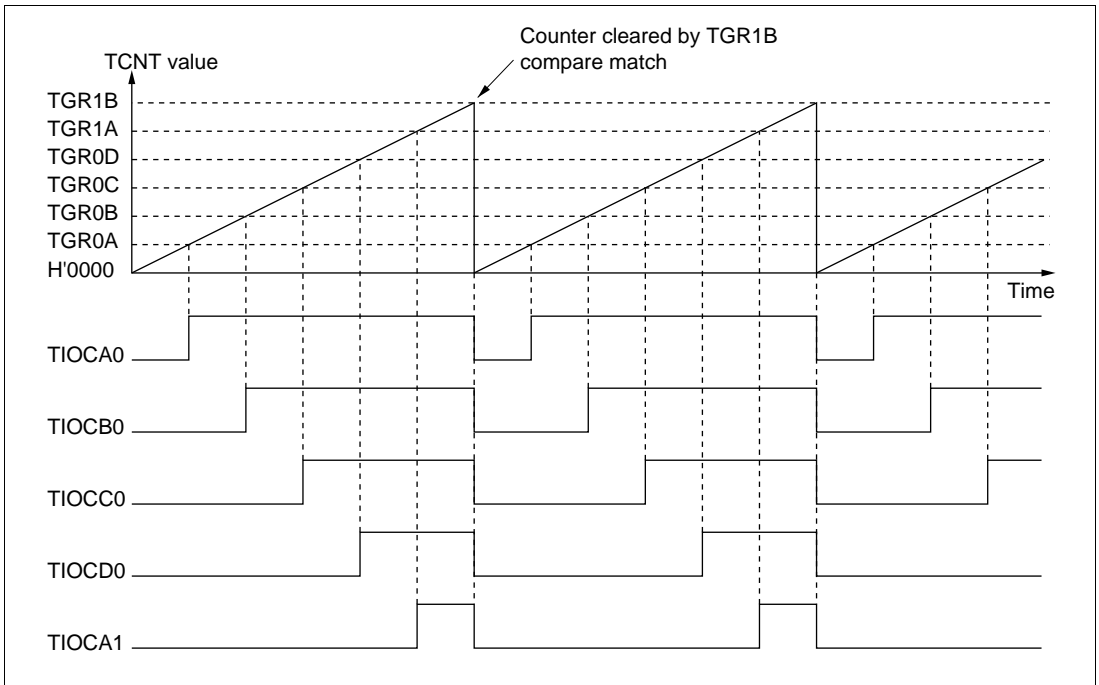 Counter cleared by TGR1B
compare match
TCNT value
TGR1B
TGR1A
TGR0D
TGR0C
TGR0B
TGR0A
H'0000
Time
TIOCA0
TIOCB0
TIOCC0
TIOCD0
TIOCA1